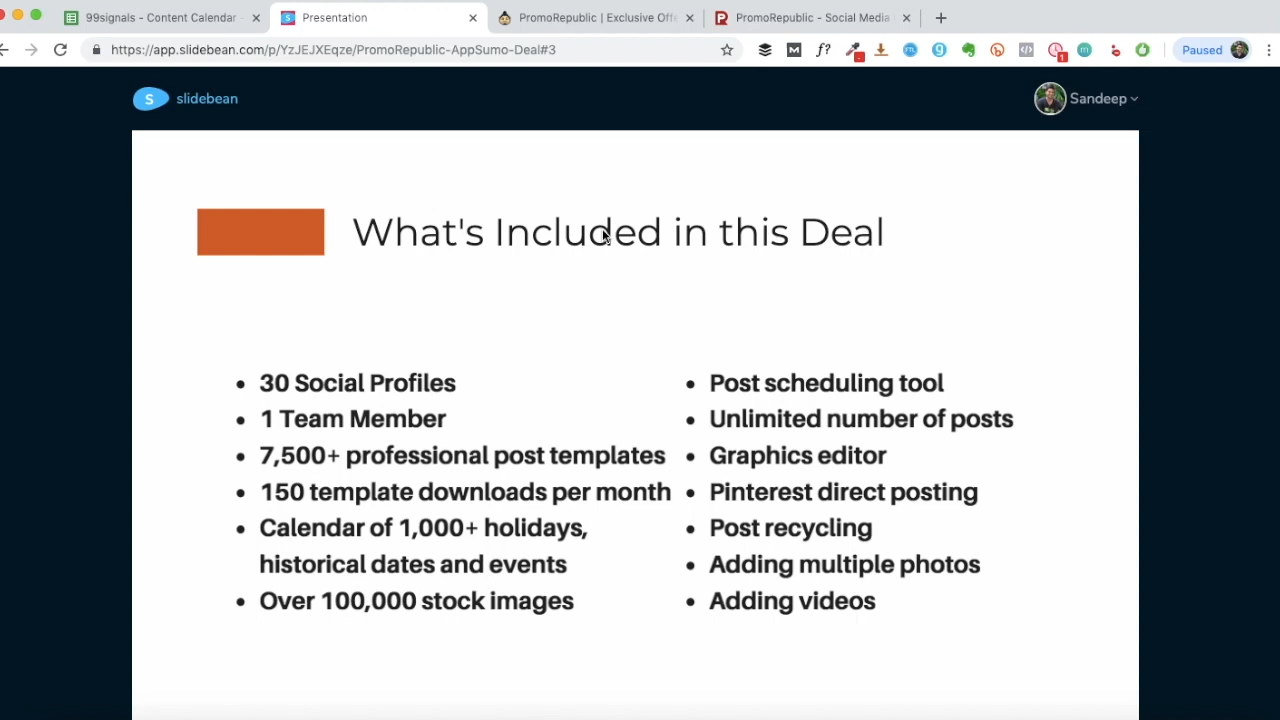 99signals - Content Calendar
Presentation
PromoRepublic | Exclusive Offe
PromoRepublic - Social Media
https://app.slidebean.com/p/YzJEJXEqze/PromoRepublic-AppSumo-Deal#3
M
f?
1
Paused
S slidebean
Sandeep
What's Included in this Deal
• 30 Social Profiles
• 1 Team Member
• 7,500+ professional post templates
• 150 template downloads per month
• Calendar of 1,000+ holidays,
historical dates and events
• Over 100,000 stock images
• Post scheduling tool
• Unlimited number of posts
• Graphics editor
• Pinterest direct posting
• Post recycling
• Adding multiple photos
• Adding videos